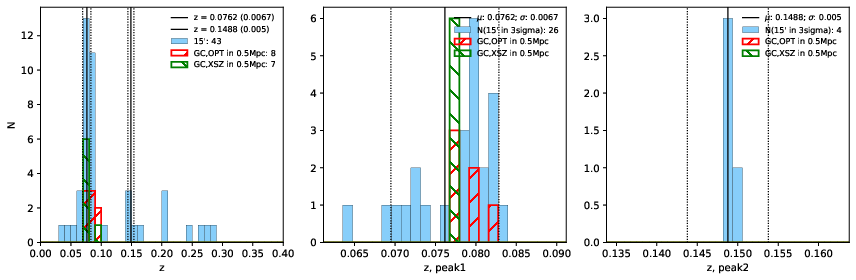 z = 0.0762 (0.0067)
z = 0.1488 (0.005)
15': 43
GC,OPT in 0.5Mpc: 8
GC,XSZ in 0.5Mpc: 7
N
12
10
8
6
4
2
0
0.00 0.05 0.10 0.15 0.20 0.25 0.30 0.35 0.40
z
μ: 0.0762; σ: 0.0067
N(15' in 3sigma): 26
GC,OPT in 0.5Mpc
GC,XSZ in 0.5Mpc
6
5
4
3
2
1
0
0.065 0.070 0.075 0.080 0.085 0.090
z, peak1
μ: 0.1488; σ: 0.005
N(15' in 3sigma): 4
GC,OPT in 0.5Mpc
GC,XSZ in 0.5Mpc
3.0
2.5
2.0
1.5
1.0
0.5
0.0
0.135 0.140 0.145 0.150 0.155 0.160
z, peak2